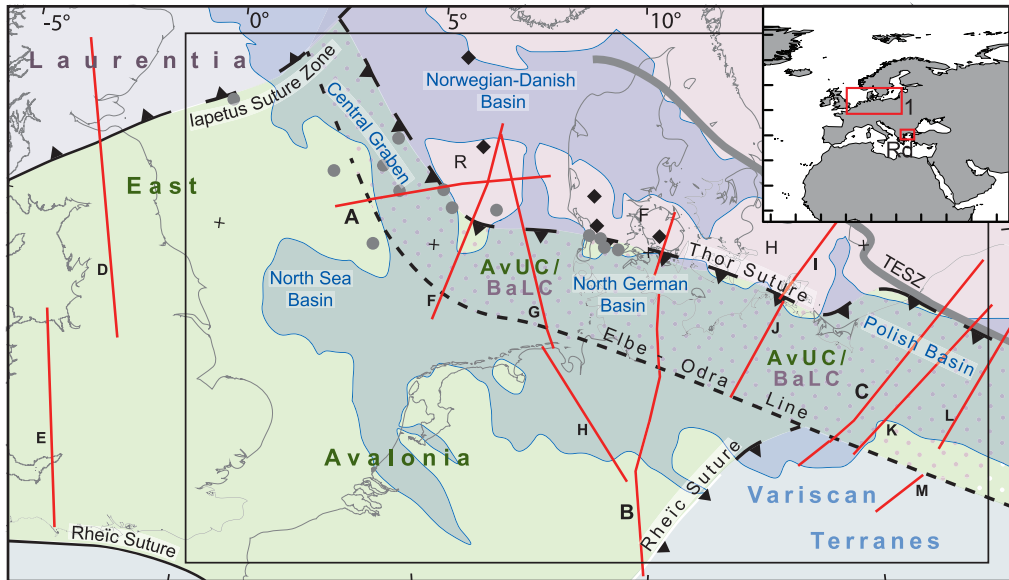 -5°
0°
5°
10°
Laurentia
Iapetus Suture Zone
Norwegian-Danish
Basin
Central Graben
1
Rd
East
R
A
F
H
I
D
Thor Suture
TESZ
North Sea
Basin
AvUC/
BaLC
North German
Basin
F
G
J
Polish Basin
Elbe - Odra
Line
AvUC/
BaLC
C
E
H
K
L
Avalonia
M
B
Rheïc Suture
Variscan
Terranes
Rheïc Suture